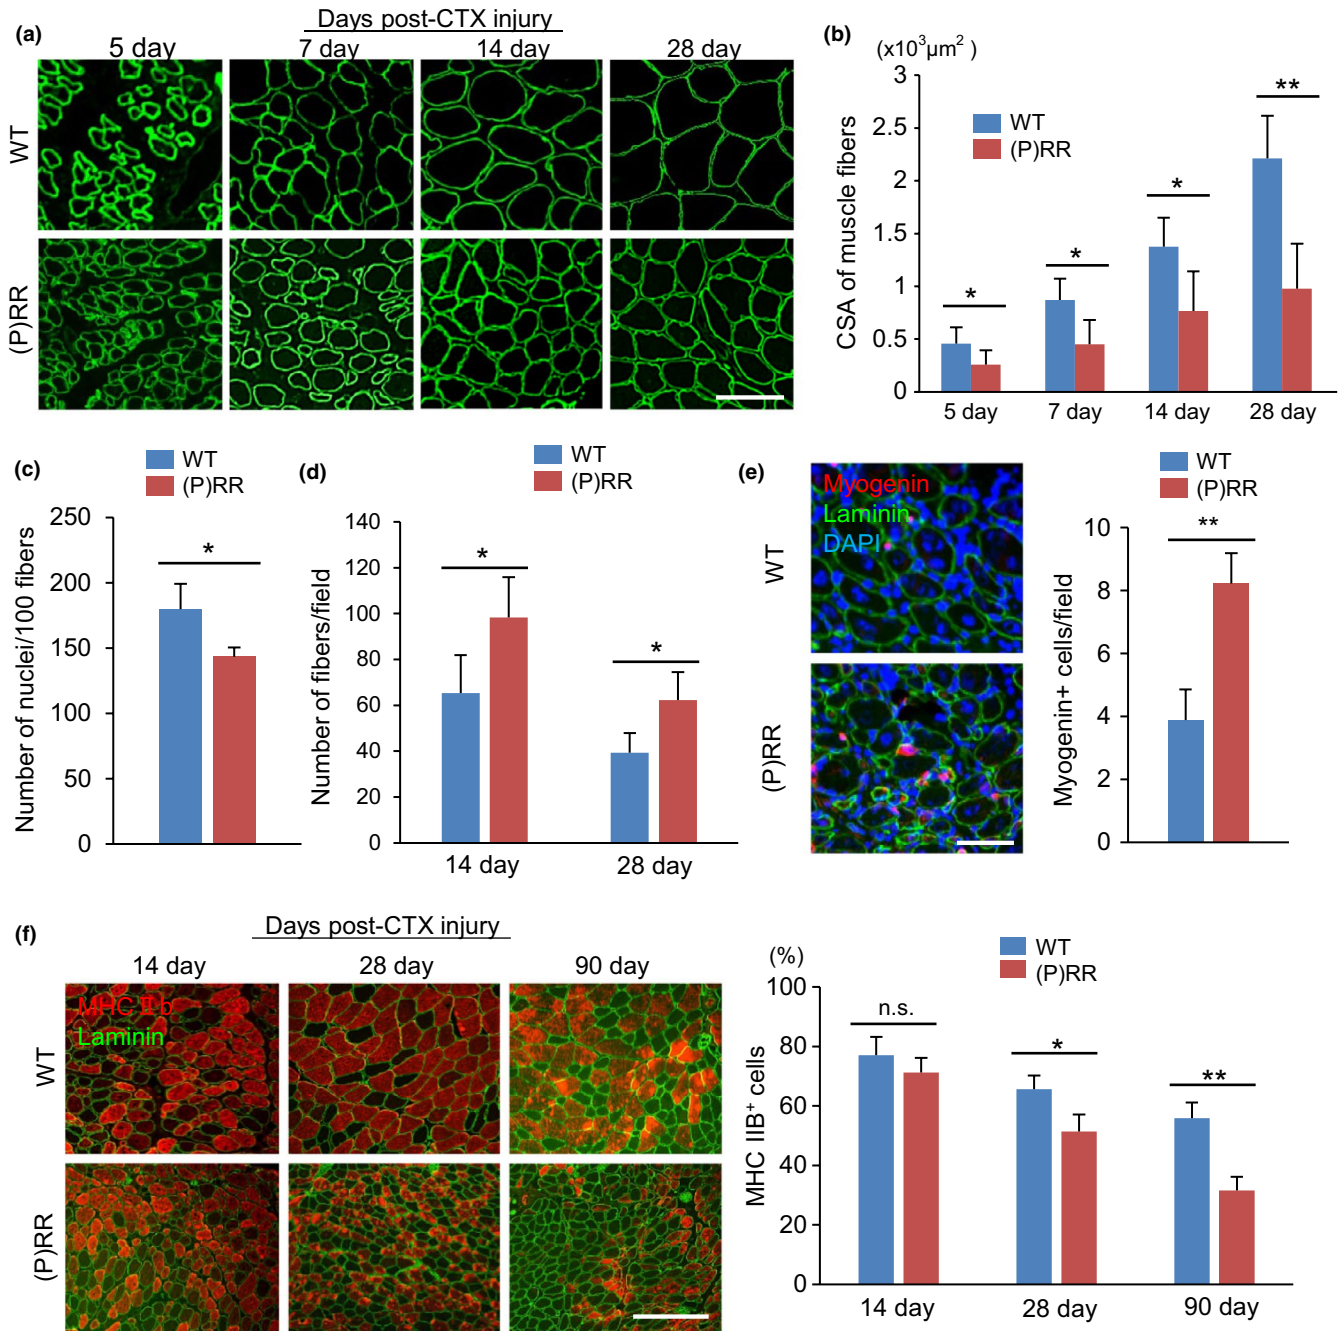 (a)
Days post-CTX injury
5 day
7 day
14 day
28 day
WT
(P)RR
(b)
(x10³µm²)
CSA of muscle fibers
3
2.5
2
1.5
1
0.5
0
WT
(P)RR
*
*
*
**
5 day
7 day
14 day
28 day
(c)
WT
(P)RR
Number of nuclei/100 fibers
250
200
150
100
50
0
*
(d)
WT
(P)RR
Number of fibers/field
140
120
100
80
60
40
20
0
*
*
14 day
28 day
(e)
WT
(P)RR
Myogenin
Laminin
DAPI
WT
(P)RR
Myogenin+ cells/field
10
8
6
4
2
0
**
(f)
Days post-CTX injury
14 day
28 day
90 day
MHC IIb
Laminin
WT
(P)RR
(%)
WT
(P)RR
MHC IIB⁺ cells
100
80
60
40
20
0
n.s.
*
**
14 day
28 day
90 day